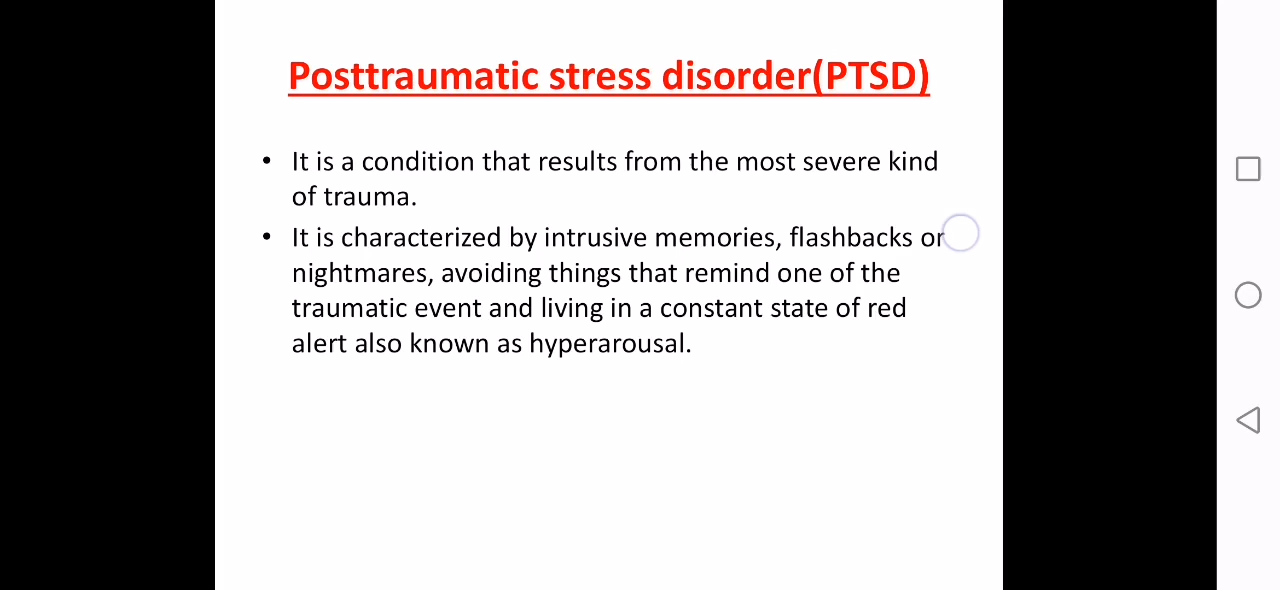 Posttraumatic stress disorder(PTSD)
• It is a condition that results from the most severe kind
of trauma.
• It is characterized by intrusive memories, flashbacks or
nightmares, avoiding things that remind one of the
traumatic event and living in a constant state of red
alert also known as hyperarousal.